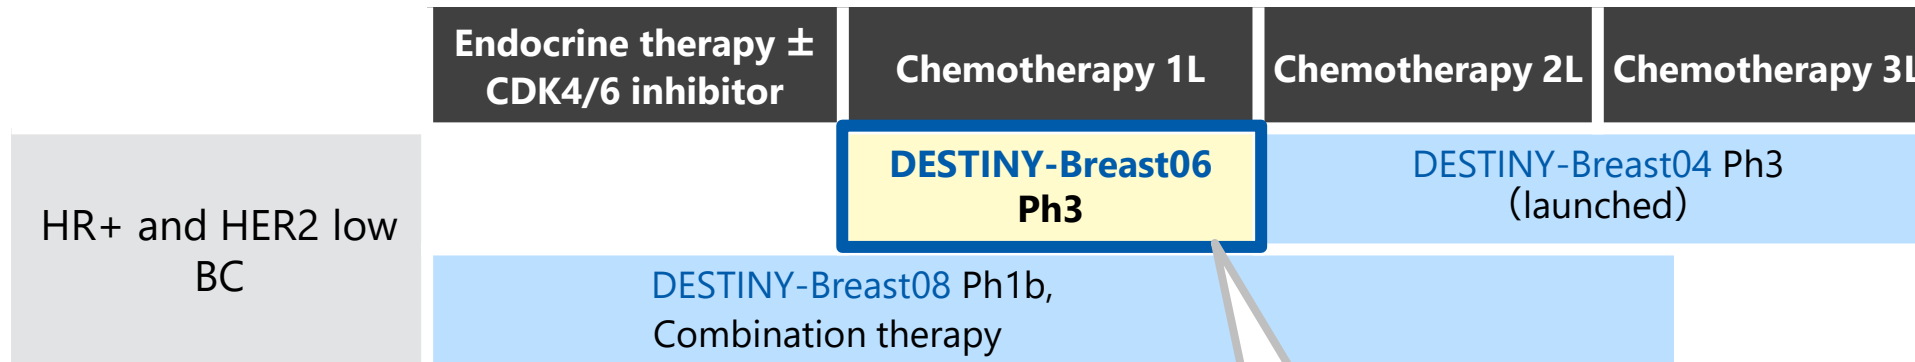 Endocrine therapy ±
CDK4/6 inhibitor
Chemotherapy 1L
Chemotherapy 2L
Chemotherapy 3L
HR+ and HER2 low
BC
DESTINY-Breast06
Ph3
DESTINY-Breast04 Ph3
（launched）
DESTINY-Breast08 Ph1b,
Combination therapy